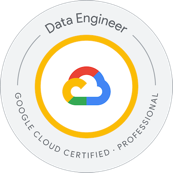 Data Engineer
GOOGLE CLOUD CERTIFIED · PROFESSIONAL